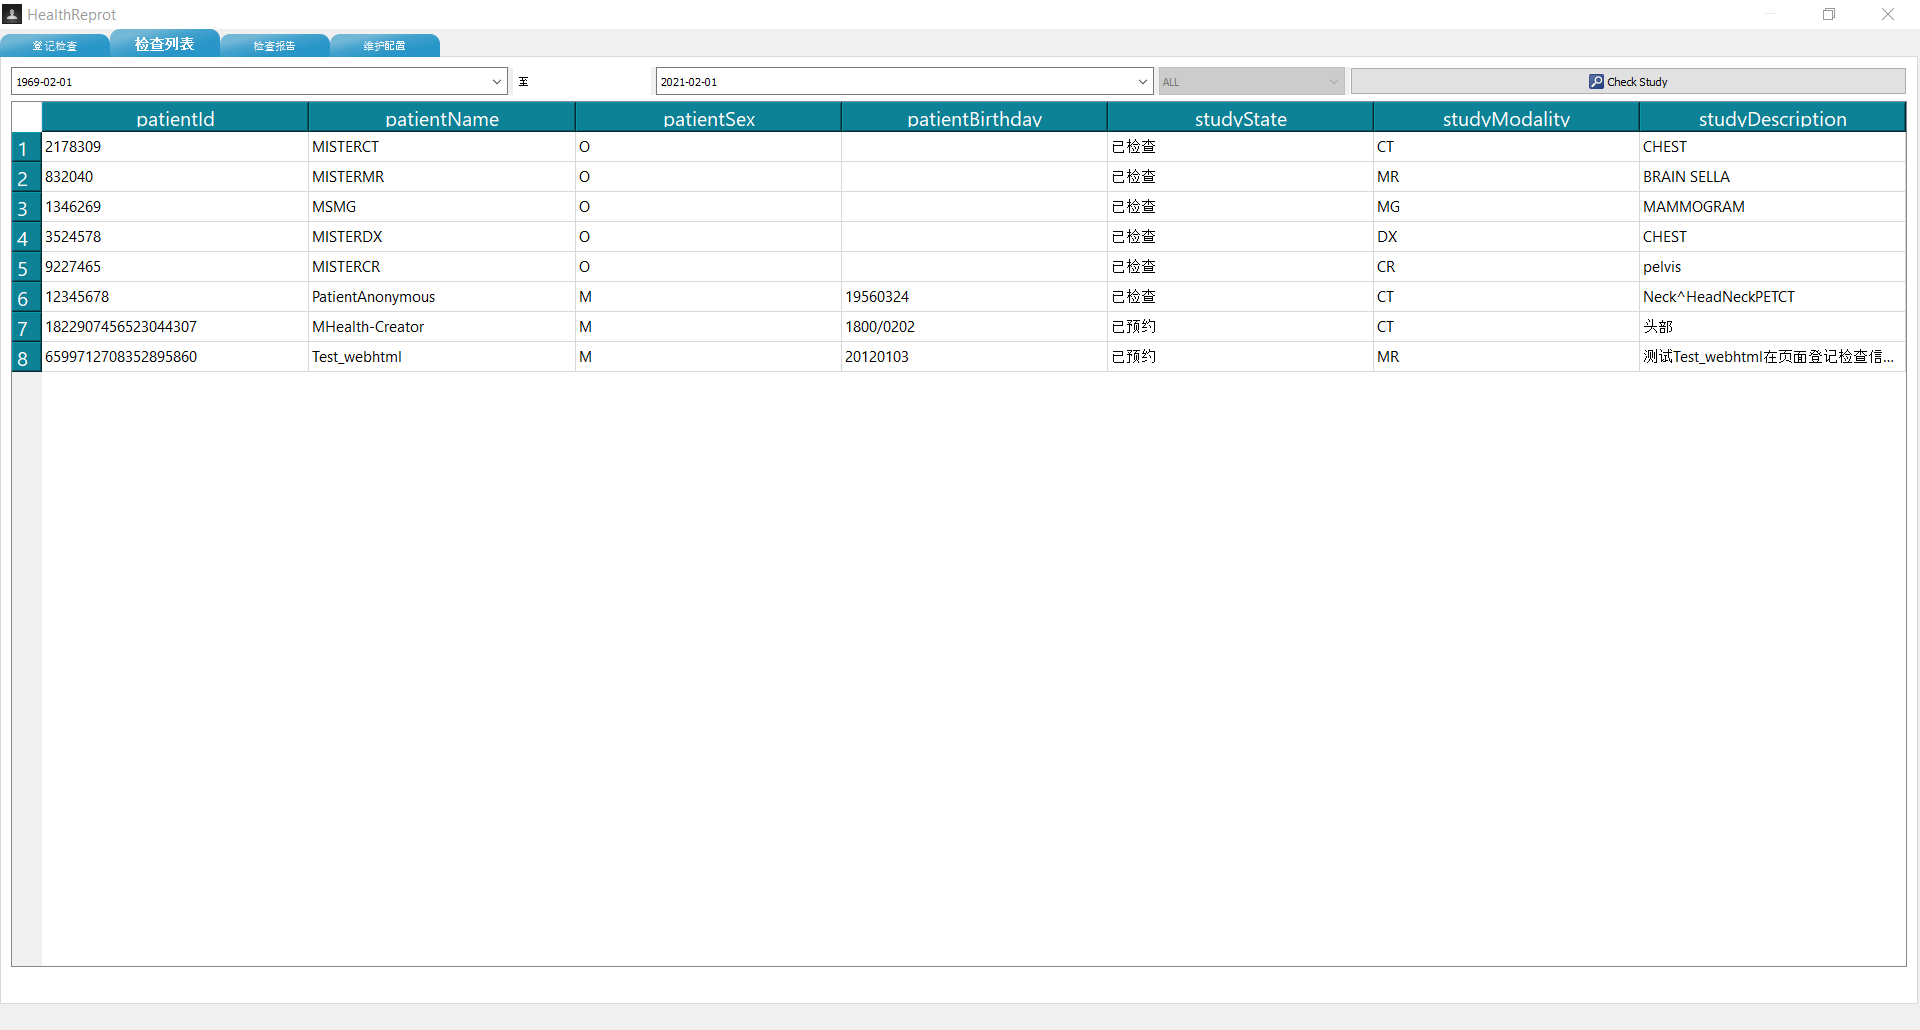 HealthReprot
登记检查 检查列表 检查报告 维护配置
1969-02-01 至 2021-02-01 ALL Check Study
patientId patientName patientSex patientBirthday studyState studyModality studyDescription
1 2178309 MISTERCT O 已检查 CT CHEST
2 832040 MISTERMR O 已检查 MR BRAIN SELLA
3 1346269 MSMG O 已检查 MG MAMMOGRAM
4 3524578 MISTERDX O 已检查 DX CHEST
5 9227465 MISTERCR O 已检查 CR pelvis
6 12345678 PatientAnonymous M 19560324 已检查 CT Neck^HeadNeckPETCT
7 1822907456523044307 MHealth-Creator M 1800/0202 已预约 CT 头部
8 6599712708352895860 Test_webhtml M 20120103 已预约 MR 测试Test_webhtml在页面登记检查信...